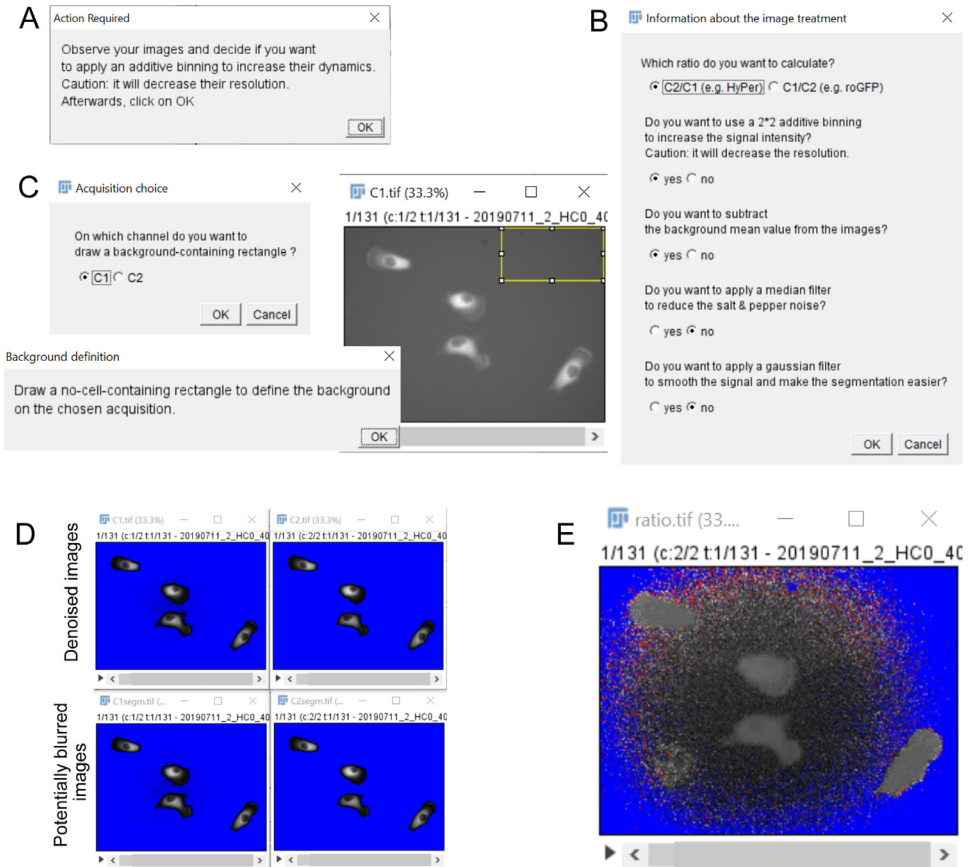 A
Action Required
Observe your images and decide if you want
to apply an additive binning to increase their dynamics.
Caution: it will decrease their resolution.
Afterwards, click on OK
OK
B
Information about the image treatment
Which ratio do you want to calculate?
C2/C1 (e.g. HyPer) C1/C2 (e.g. roGFP)
Do you want to use a 2*2 additive binning
to increase the signal intensity?
Caution: it will decrease the resolution.
yes no
Do you want to subtract
the background mean value from the images?
yes no
Do you want to apply a median filter
to reduce the salt & pepper noise?
yes no
Do you want to apply a gaussian filter
to smooth the signal and make the segmentation easier?
yes no
OK Cancel
C
Acquisition choice
On which channel do you want to
draw a background-containing rectangle ?
C1 C2
OK Cancel
C1.tif (33.3%)
1/131 (c:1/2 t:1/131 - 20190711_2_HC0_40
Background definition
Draw a no-cell-containing rectangle to define the background
on the chosen acquisition.
OK
D
Denoised images
C1.tif (33.3%)
1/131 (c:1/2 t:1/131 - 20190711_2_HC0_40
C2.tif (33.3%)
1/131 (c:2/2 t:1/131 - 20190711_2_HC0_40
Potentially blurred
images
C1segm.tif (...
1/131 (c:1/2 t:1/131 - 20190711_2_HC0_40
C2segm.tif (...
1/131 (c:2/2 t:1/131 - 20190711_2_HC0_40
E
ratio.tif (33....
1/131 (c:2/2 t:1/131 - 20190711_2_HC0_40